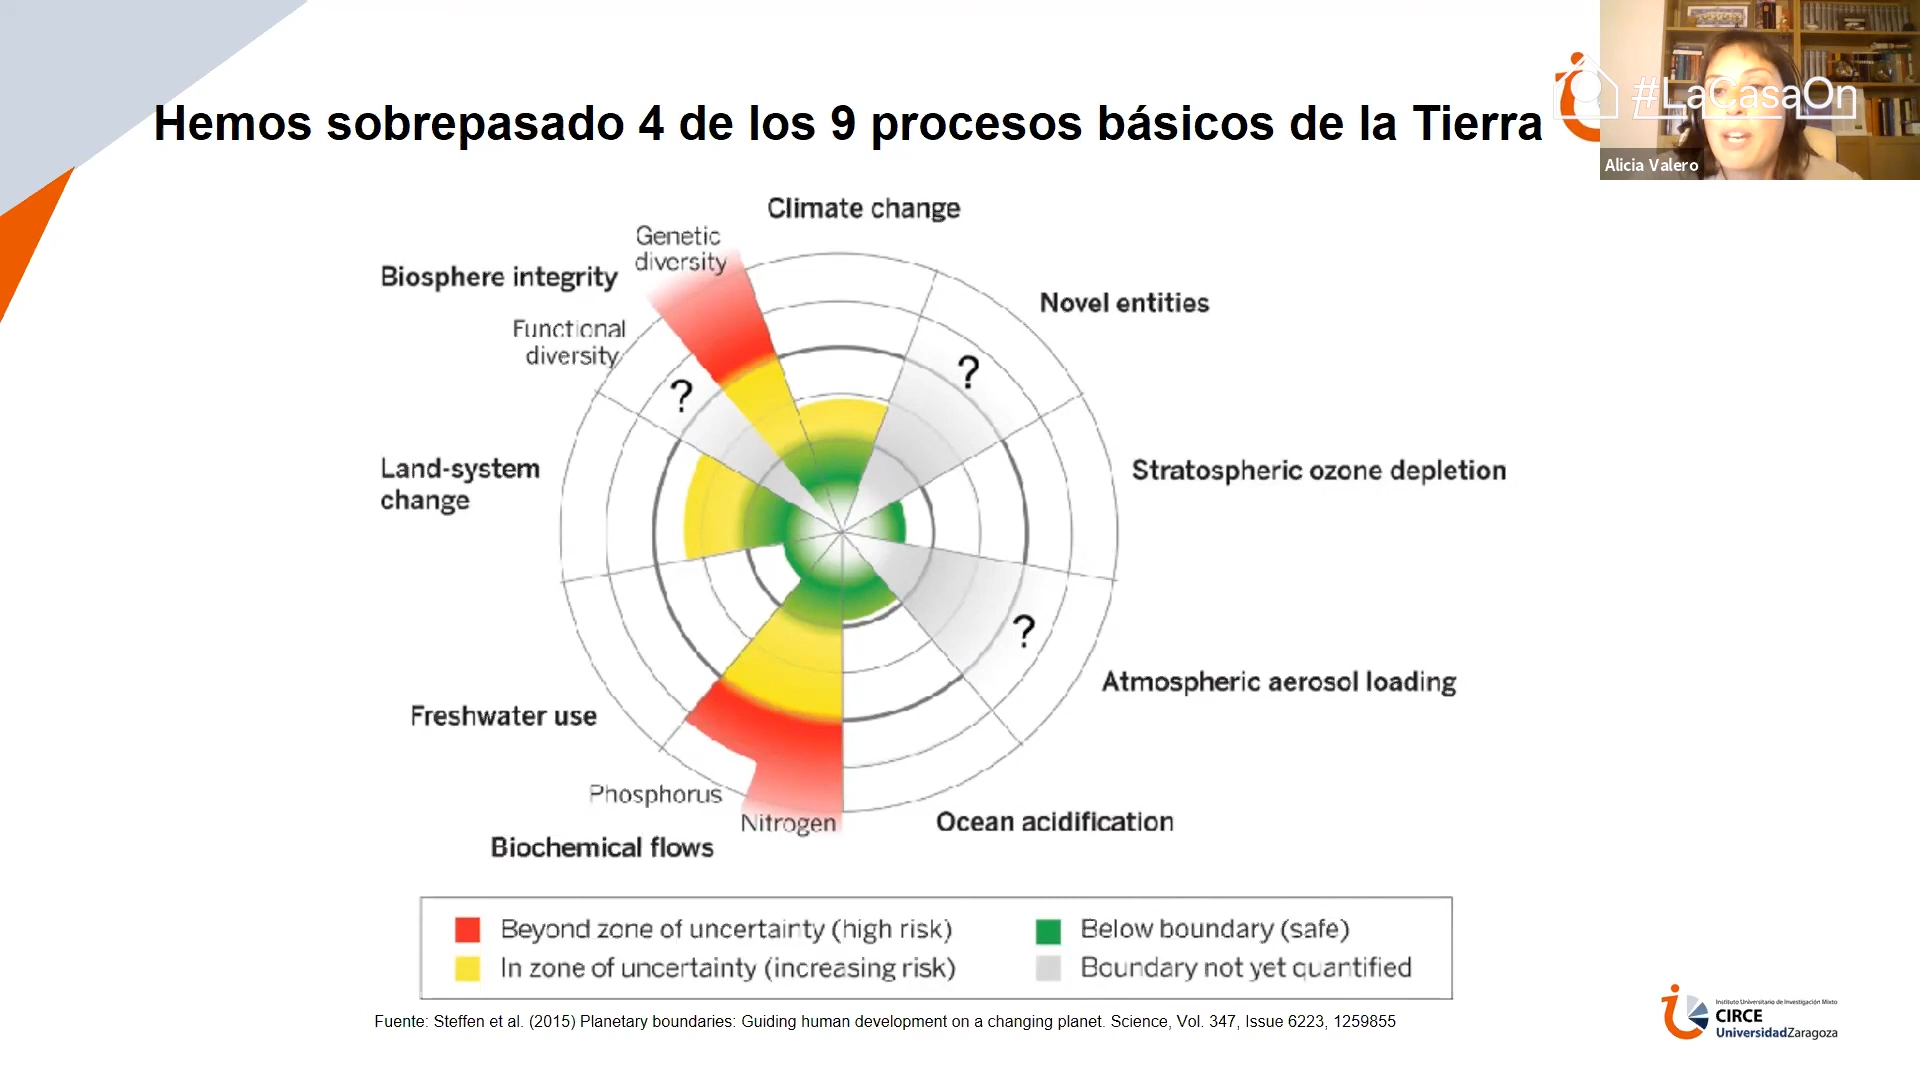 Hemos sobrepasado 4 de los 9 procesos básicos de la Tierra
#LaCasaOn
Alicia Valero
Climate change
Genetic
diversity
Biosphere integrity
Novel entities
Functional
diversity
?
?
Land-system
change
Stratospheric ozone depletion
?
Atmospheric aerosol loading
Freshwater use
Phosphorus
Nitrogen
Ocean acidification
Biochemical flows
Beyond zone of uncertainty (high risk)
Below boundary (safe)
In zone of uncertainty (increasing risk)
Boundary not yet quantified
Fuente: Steffen et al. (2015) Planetary boundaries: Guiding human development on a changing planet. Science, Vol. 347, Issue 6223, 1259855
Instituto Universitario de Investigación Mixto
CIRCE
UniversidadZaragoza